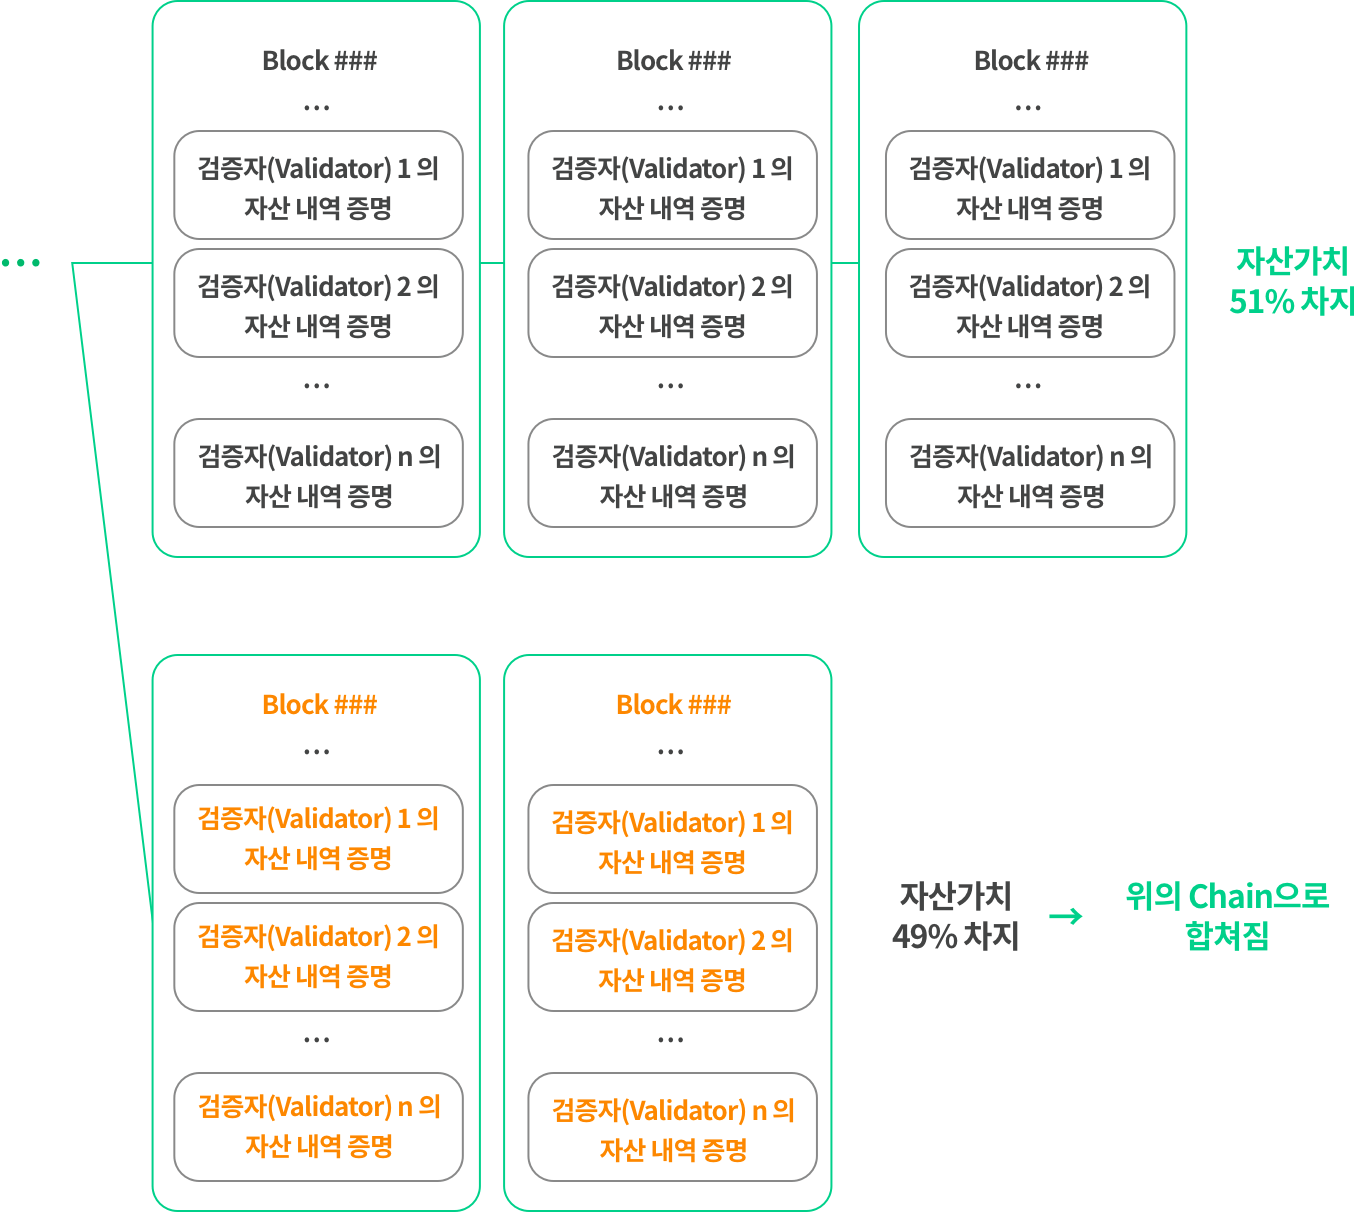 Block ###
...
검증자(Validator) 1 의
자산 내역 증명
검증자(Validator) 2 의
자산 내역 증명
...
검증자(Validator) n 의
자산 내역 증명
Block ###
...
검증자(Validator) 1 의
자산 내역 증명
검증자(Validator) 2 의
자산 내역 증명
...
검증자(Validator) n 의
자산 내역 증명
Block ###
...
검증자(Validator) 1 의
자산 내역 증명
검증자(Validator) 2 의
자산 내역 증명
...
검증자(Validator) n 의
자산 내역 증명
...
자산가치
51% 차지
Block ###
...
검증자(Validator) 1 의
자산 내역 증명
검증자(Validator) 2 의
자산 내역 증명
...
검증자(Validator) n 의
자산 내역 증명
Block ###
...
검증자(Validator) 1 의
자산 내역 증명
검증자(Validator) 2 의
자산 내역 증명
...
검증자(Validator) n 의
자산 내역 증명
자산가치
49% 차지
→
위의 Chain으로
합쳐짐